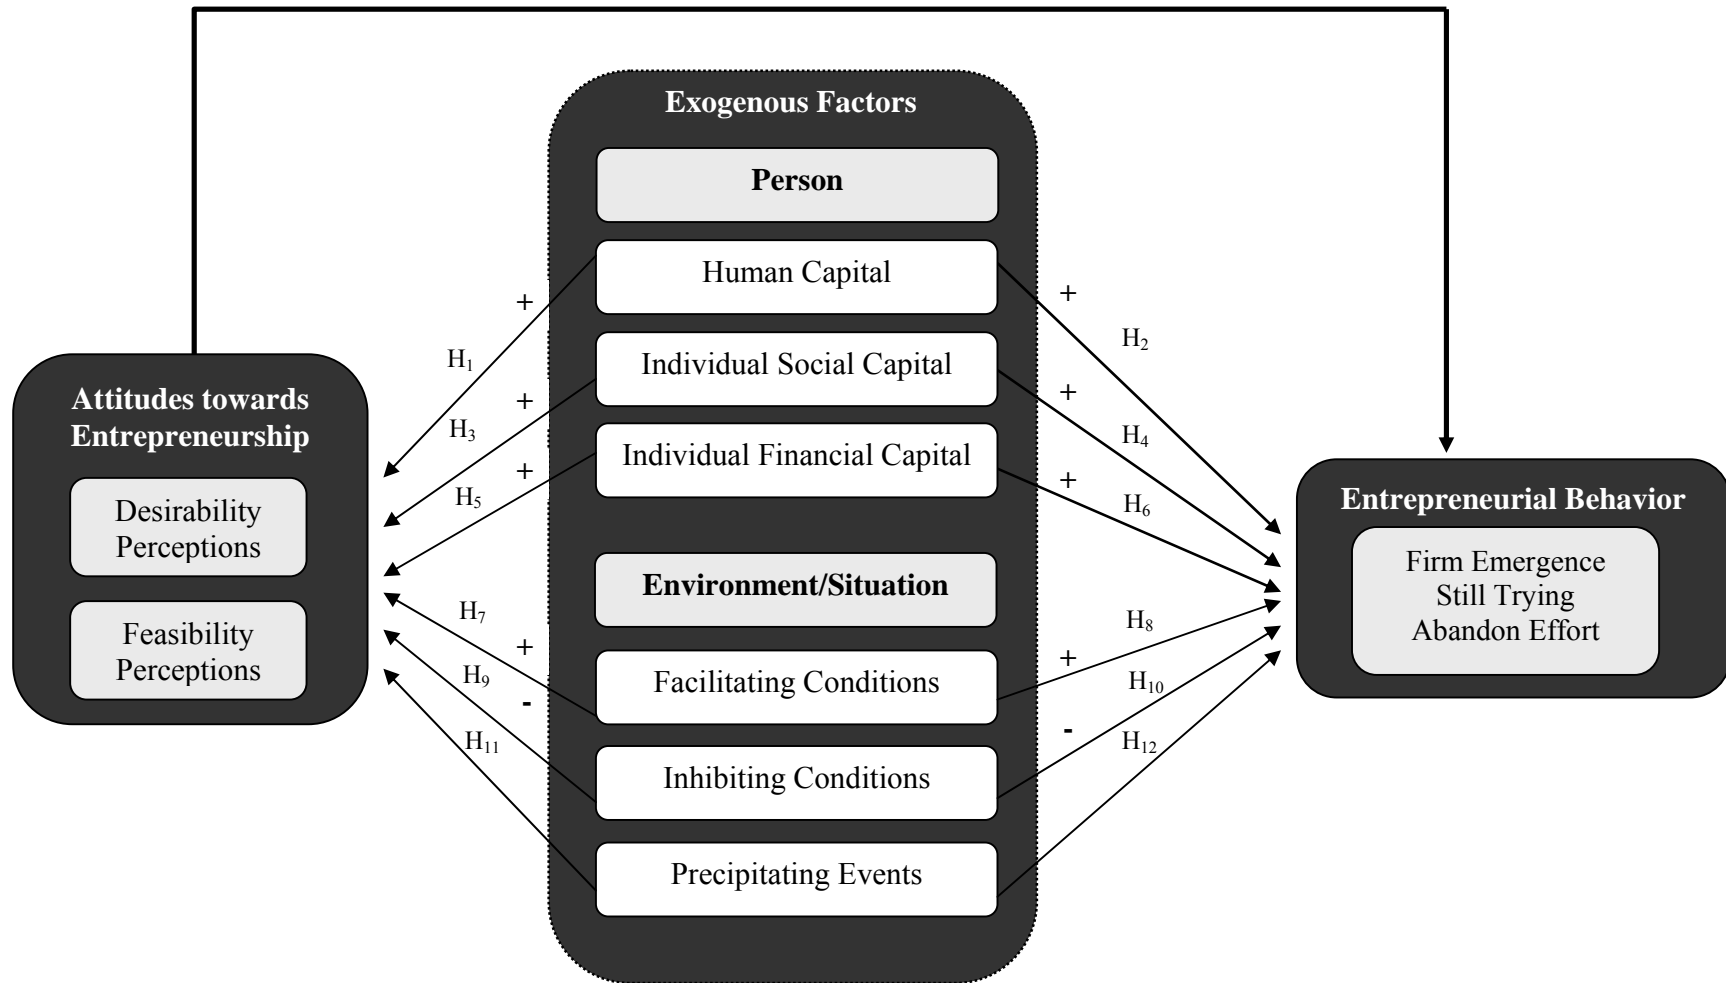 Exogenous Factors
Person
Human Capital
Individual Social Capital
Individual Financial Capital
Environment/Situation
Facilitating Conditions
Inhibiting Conditions
Precipitating Events
Attitudes towards
Entrepreneurship
Desirability
Perceptions
Feasibility
Perceptions
+
H₁
+
H₃
+
H₅
H₇
+
H₉
-
H₁₁
+
H₂
+
H₄
+
H₆
H₈
+
H₁₀
-
H₁₂
Entrepreneurial Behavior
Firm Emergence
Still Trying
Abandon Effort